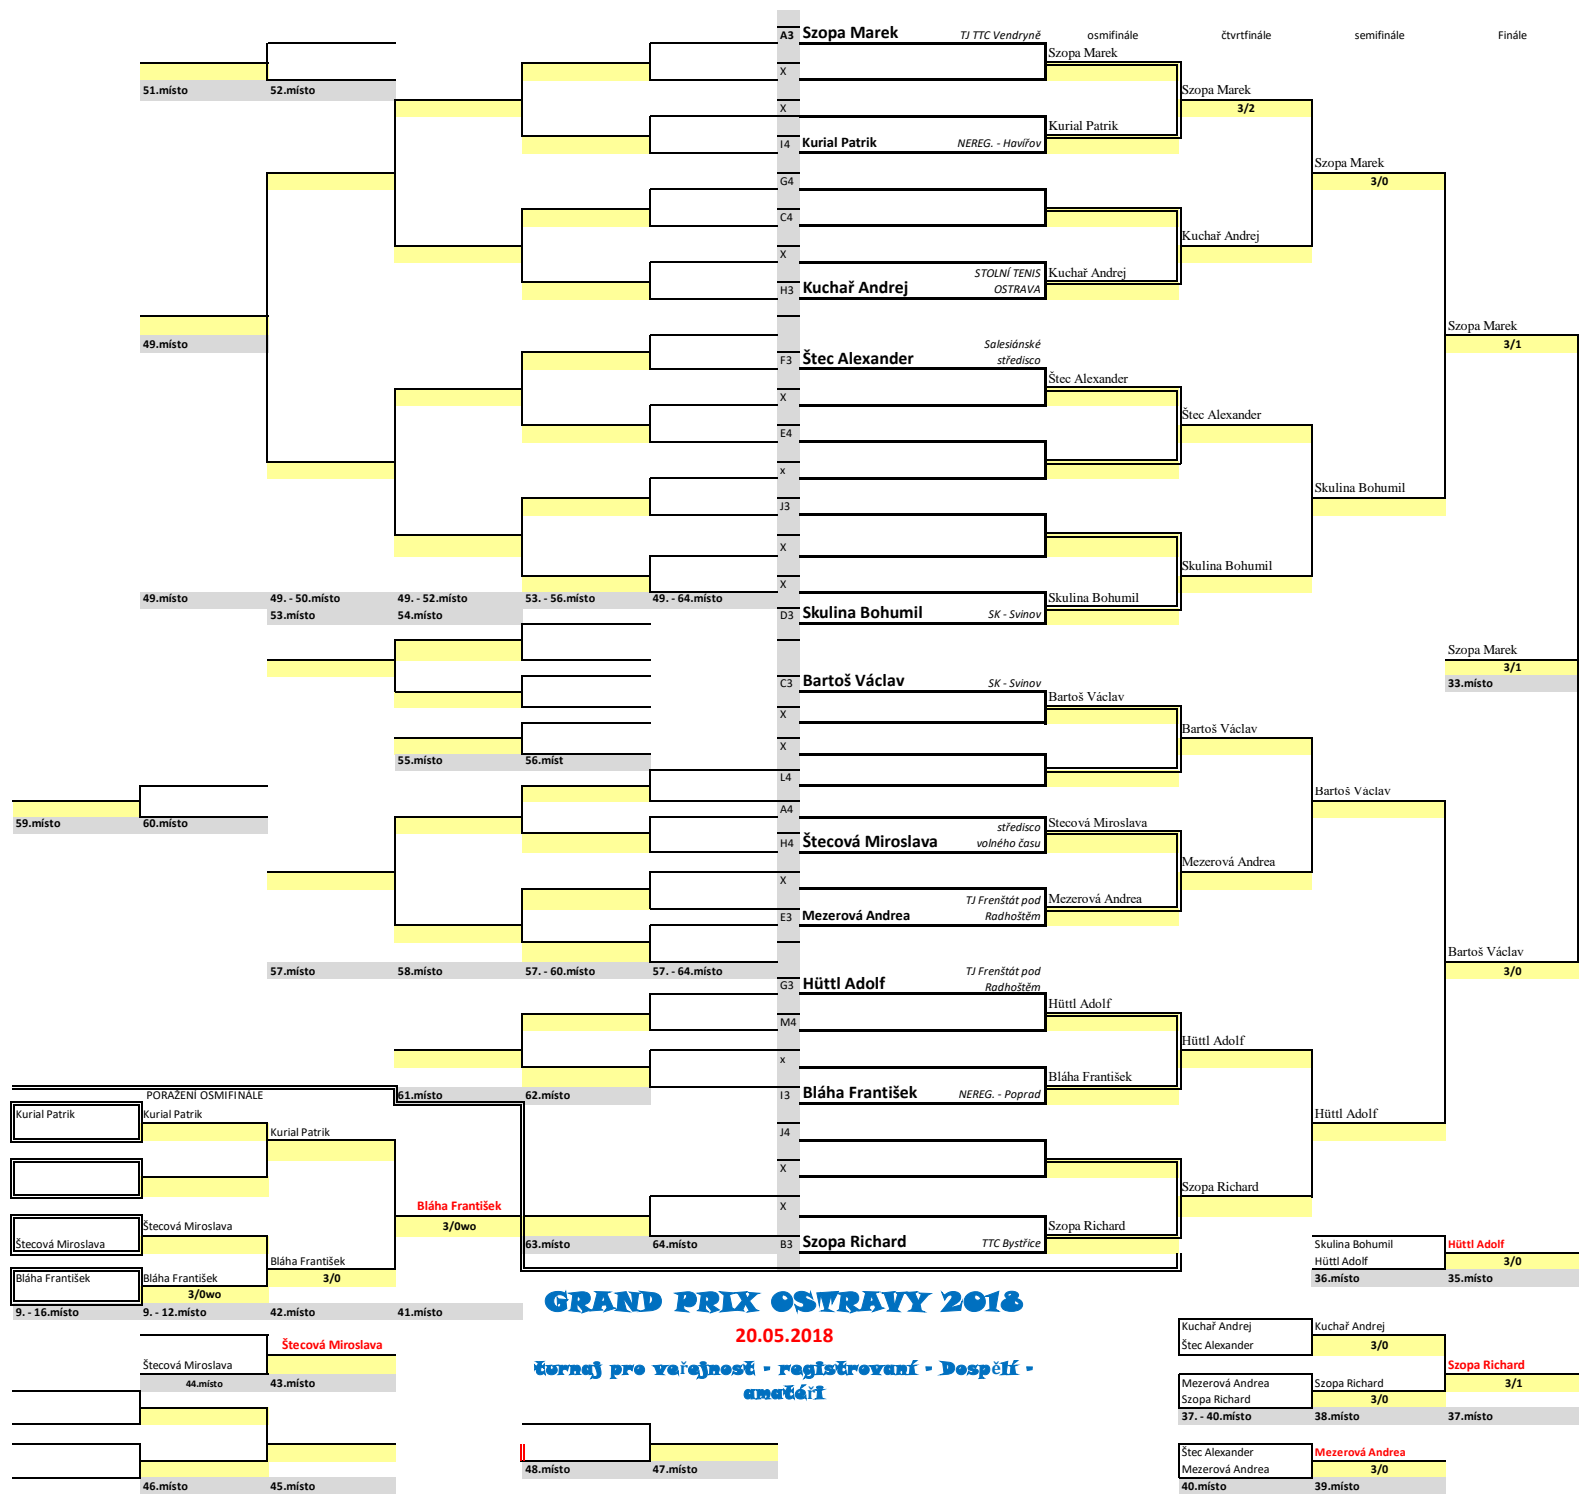 A3 Szopa Marek TJ TTC Vendryně osmifinále čtvrtfinále semifinále Finále
Szopa Marek
X
51.místo 52.místo Szopa Marek
X 3/2
Kurial Patrik
I4 Kurial Patrik NEREG. - Havířov
Szopa Marek
G4 3/0
C4
Kuchař Andrej
X
STOLNÍ TENIS Kuchař Andrej
H3 Kuchař Andrej OSTRAVA
Szopa Marek
49.místo Salesiánské 3/1
F3 Štec Alexander středisco
Štec Alexander
X
Štec Alexander
E4
x
Skulina Bohumil
J3
X
Skulina Bohumil
X
49.místo 49. - 50.místo 49. - 52.místo 53. - 56.místo 49. - 64.místo Skulina Bohumil
53.místo 54.místo D3 Skulina Bohumil SK - Svinov
Szopa Marek
3/1
C3 Bartoš Václav SK - Svinov 33.místo
Bartoš Václav
X
Bartoš Václav
X
55.místo 56.míst
L4
Bartoš Václav
A4
59.místo 60.místo středisco Štecová Miroslava
H4 Štecová Miroslava volného času
Mezerová Andrea
X
TJ Frenštát pod Mezerová Andrea
E3 Mezerová Andrea Radhoštěm
Bartoš Václav
57.místo 58.místo 57. - 60.místo 57. - 64.místo TJ Frenštát pod 3/0
G3 Hüttl Adolf Radhoštěm
Hüttl Adolf
M4
Hüttl Adolf
x
Bláha František
PORAŽENÍ OSMIFINÁLE 61.místo 62.místo I3 Bláha František NEREG. - Poprad
Kurial Patrik Kurial Patrik Hüttl Adolf
Kurial Patrik J4
X
Szopa Richard
Bláha František X
Štecová Miroslava 3/0wo Szopa Richard
Štecová Miroslava 63.místo 64.místo B3 Szopa Richard TTC Bystřice Skulina Bohumil Hüttl Adolf
Bláha František Hüttl Adolf 3/0
Bláha František Bláha František 3/0 36.místo 35.místo
3/0wo
9. - 16.místo 9. - 12.místo 42.místo 41.místo
GRAND PRIX OSTRAVY 2018
Kuchař Andrej Kuchař Andrej
20.05.2018
Štecová Miroslava Štec Alexander 3/0
Štecová Miroslava turnaj pro veřejnost - registrovaní - Dospělí - Szopa Richard
44.místo 43.místo Mezerová Andrea Szopa Richard 3/1
amatéři
Szopa Richard 3/0
37. - 40.místo 38.místo 37.místo
Štec Alexander Mezerová Andrea
48.místo 47.místo Mezerová Andrea 3/0
46.místo 45.místo 40.místo 39.místo